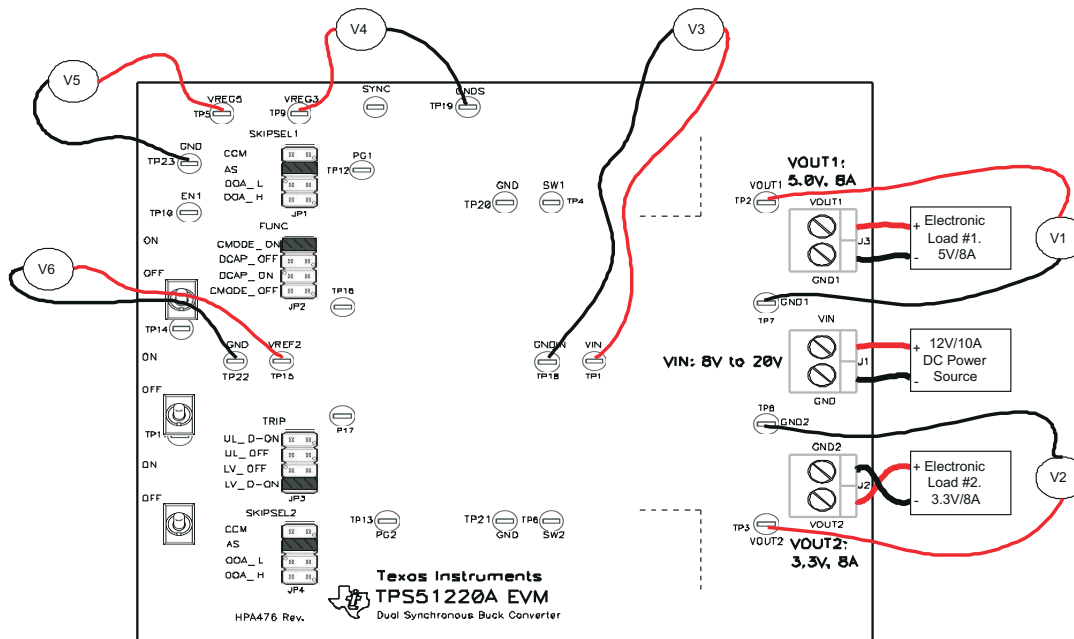 V4
V3
V5
VREG5
TP5
VREG3
TP9
SYNC
GNDS
TP19
SKIPSEL1
GND
TP23
CCM
AS
OOA_L
OOA_H
JP1
PG1
TP12
EN1
TP10
GND
TP20
SW1
TP4
VOUT1:
5.0V, 8A
VOUT1
TP2
VOUT1
J3
GND1
Electronic
Load #1.
5V/8A
+
-
V1
FUNC
ON
CMODE_ON
DCAP_OFF
DCAP_ON
CMODE_OFF
JP2
OFF
V6
TP16
TP14
GND1
TP7
VIN
VIN: 8V to 20V
J1
GND
12V/10A
DC Power
Source
+
-
ON
GND
TP22
VREF2
TP15
GNDIN
TP18
VIN
TP1
OFF
TP1
P17
TP8
GND2
TRIP
UL_D-ON
UL_OFF
LV_OFF
LV_D-ON
JP3
ON
OFF
GND2
J2
VOUT2
Electronic
Load #2.
3.3V/8A
+
-
V2
SKIPSEL2
CCM
AS
OOA_L
OOA_H
JP4
TP13
PG2
TP21
GND
TP6
SW2
TP3
VOUT2
VOUT2:
3.3V, 8A
Texas Instruments
TPS51220A EVM
Dual Synchronous Buck Converter
HPA476 Rev.